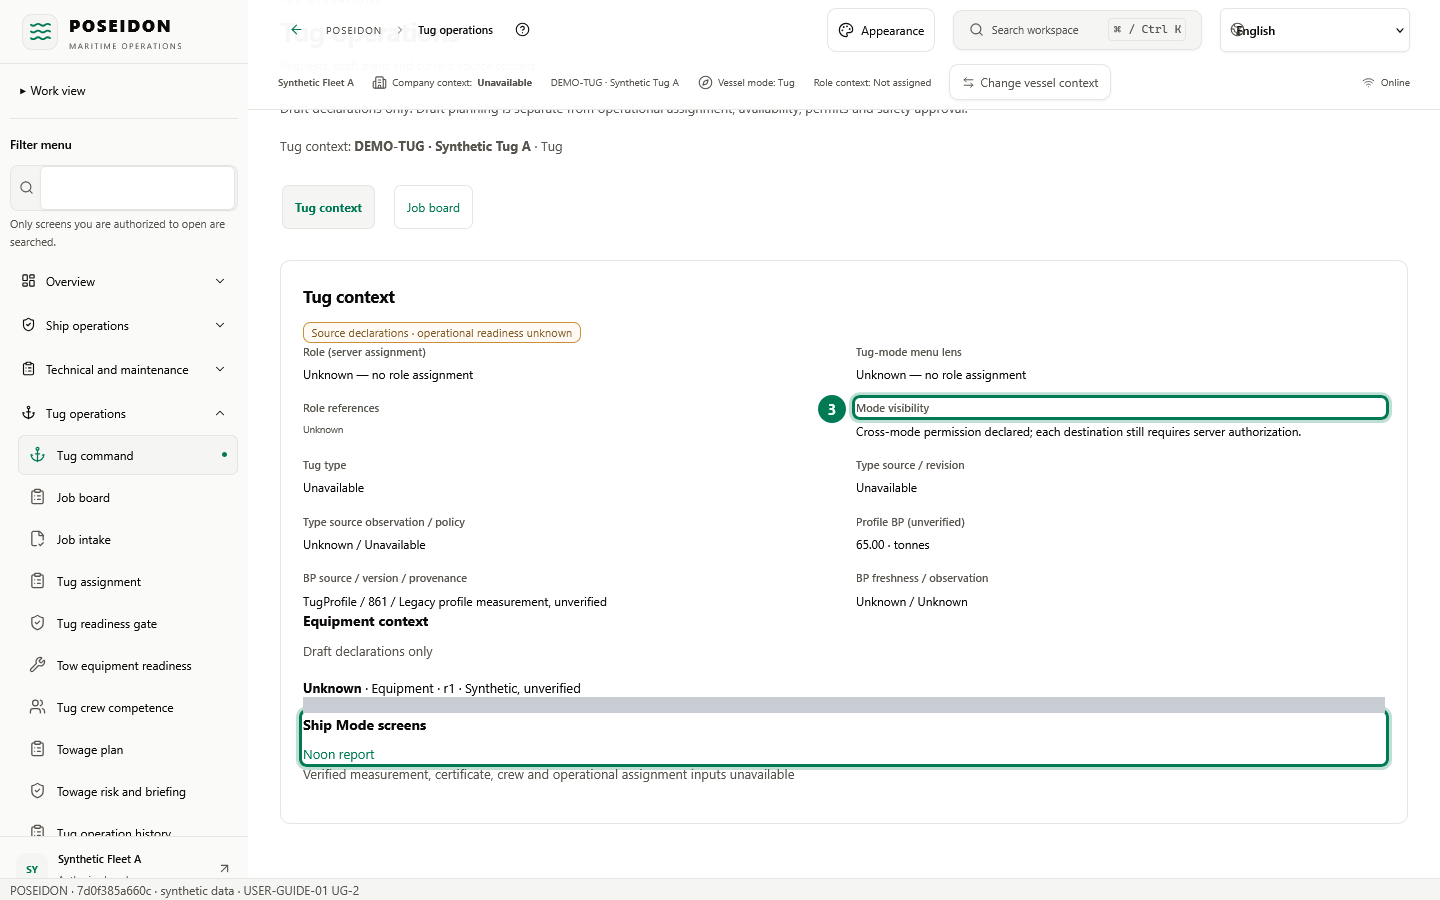 POSEIDON
MARITIME OPERATIONS
Work view
Filter menu
Only screens you are authorized to open are
searched.
Overview
Ship operations
Technical and maintenance
Tug operations
Tug command
Job board
Job intake
Tug assignment
Tug readiness gate
Tow equipment readiness
Tug crew competence
Towage plan
Towage risk and briefing
Tug operation history
SY
Synthetic Fleet A
POSEIDON
Tug operations
Appearance
Search workspace
⌘ / Ctrl K
English
Synthetic Fleet A
Company context: Unavailable
DEMO-TUG · Synthetic Tug A
Vessel mode: Tug
Role context: Not assigned
Change vessel context
Online
Draft declarations only. Draft planning is separate from operational assignment, availability, permits and safety approval.
Tug context: DEMO-TUG · Synthetic Tug A · Tug
Tug context
Job board
Tug context
Source declarations · operational readiness unknown
Role (server assignment)
Unknown — no role assignment
Tug-mode menu lens
Unknown — no role assignment
Role references
Unknown
3
Mode visibility
Cross-mode permission declared; each destination still requires server authorization.
Tug type
Unavailable
Type source / revision
Unavailable
Type source observation / policy
Unknown / Unavailable
Profile BP (unverified)
65.00 · tonnes
BP source / version / provenance
TugProfile / 861 / Legacy profile measurement, unverified
BP freshness / observation
Unknown / Unknown
Equipment context
Draft declarations only
Unknown · Equipment · r1 · Synthetic, unverified
Ship Mode screens
Noon report
Verified measurement, certificate, crew and operational assignment inputs unavailable
POSEIDON · 7d0f385a660c · synthetic data · USER-GUIDE-01 UG-2